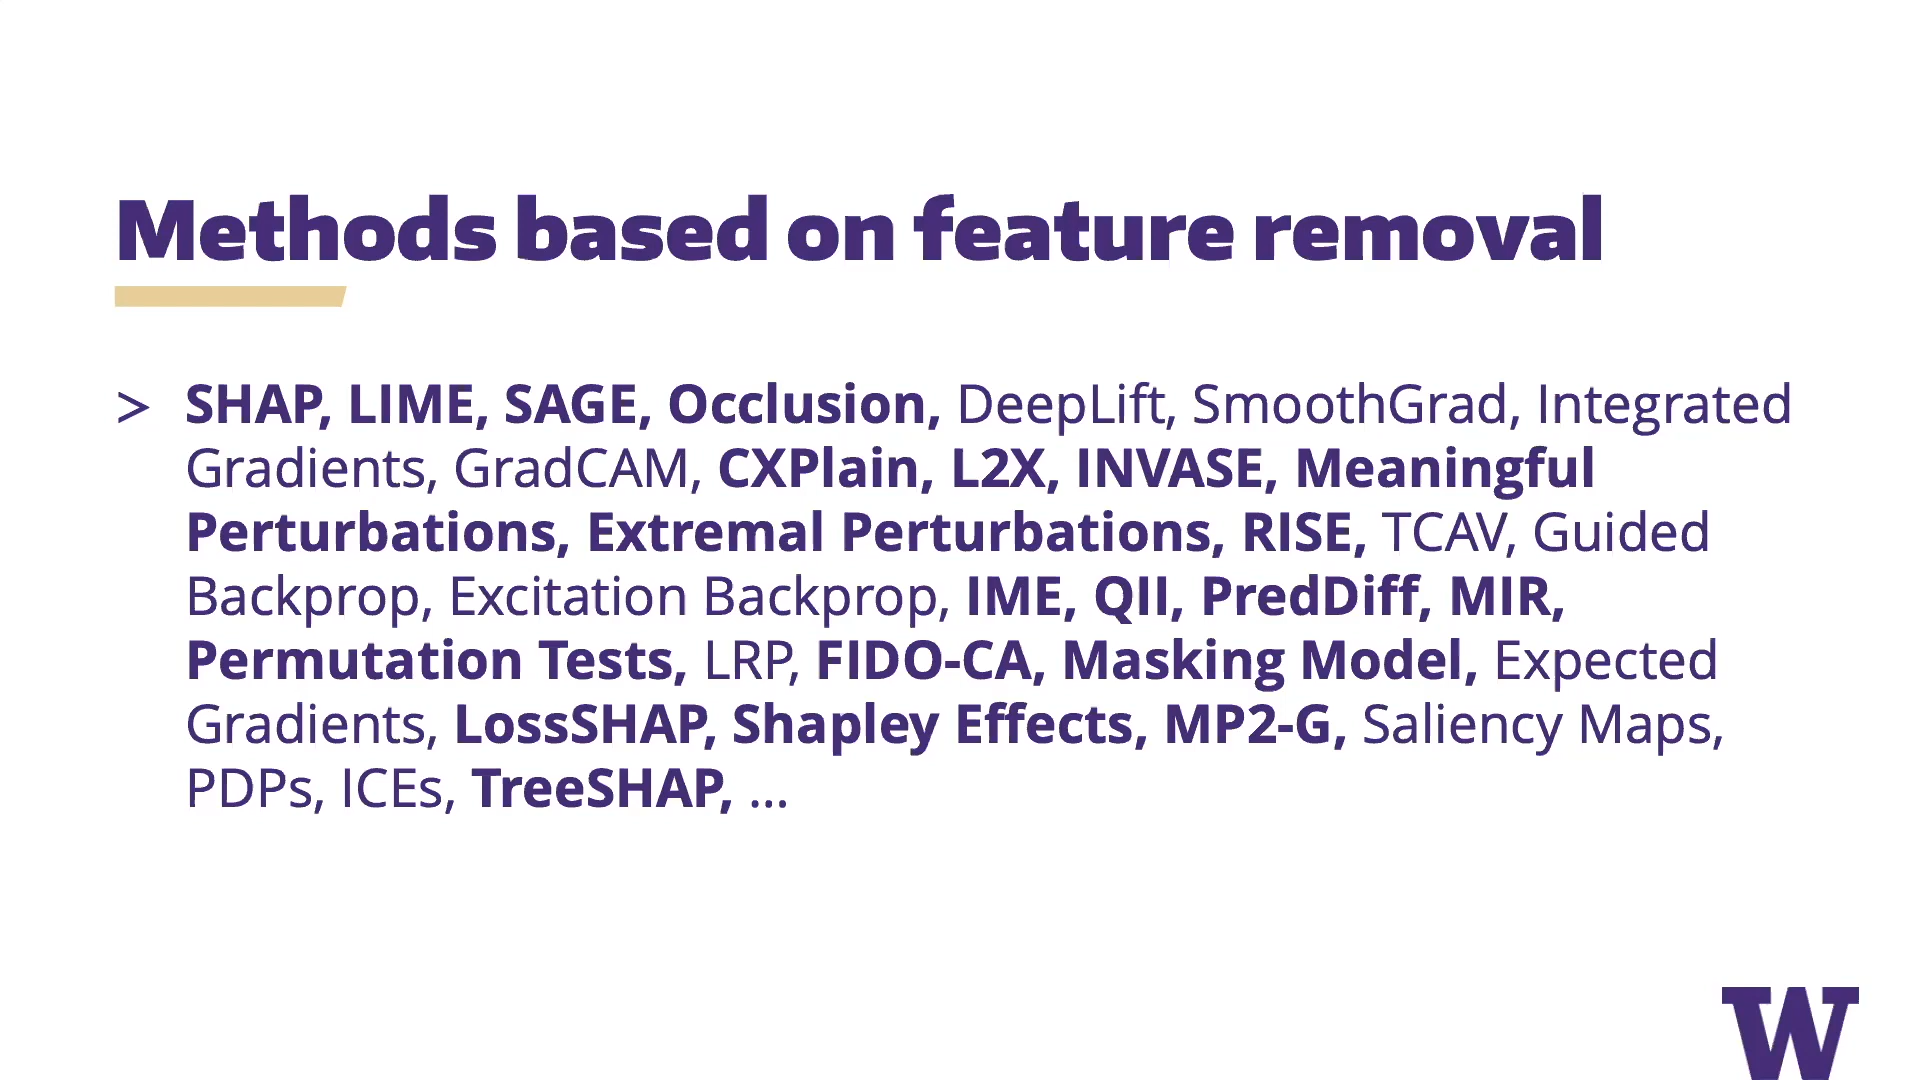 Methods based on feature removal
> SHAP, LIME, SAGE, Occlusion, DeepLift, SmoothGrad, Integrated
Gradients, GradCAM, CXPlain, L2X, INVASE, Meaningful
Perturbations, Extremal Perturbations, RISE, TCAV, Guided
Backprop, Excitation Backprop, IME, QII, PredDiff, MIR,
Permutation Tests, LRP, FIDO-CA, Masking Model, Expected
Gradients, LossSHAP, Shapley Effects, MP2-G, Saliency Maps,
PDPs, ICEs, TreeSHAP, ...
W